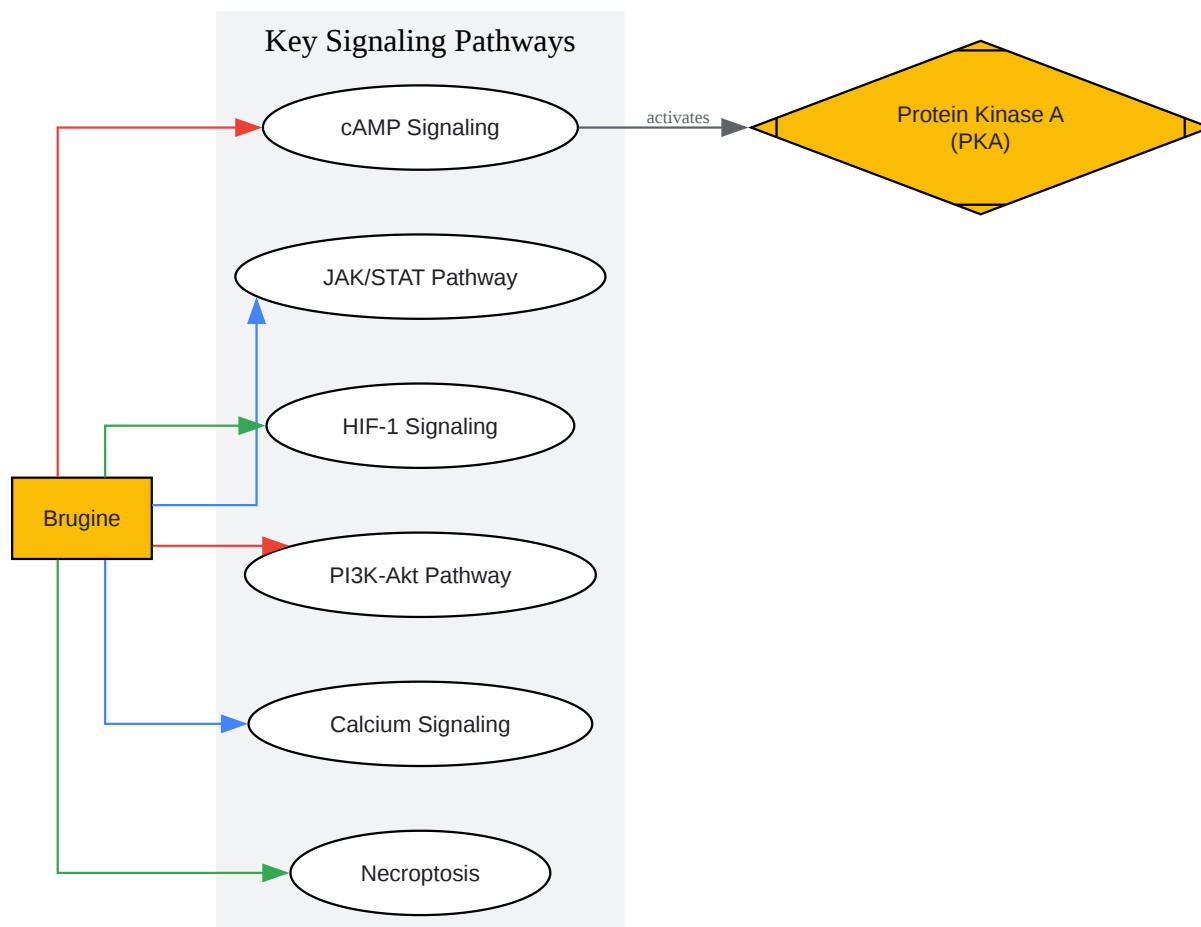 Key Signaling Pathways
cAMP Signaling
activates
Protein Kinase A
(PKA)
JAK/STAT Pathway
HIF-1 Signaling
Brugine
PI3K-Akt Pathway
Calcium Signaling
Necroptosis